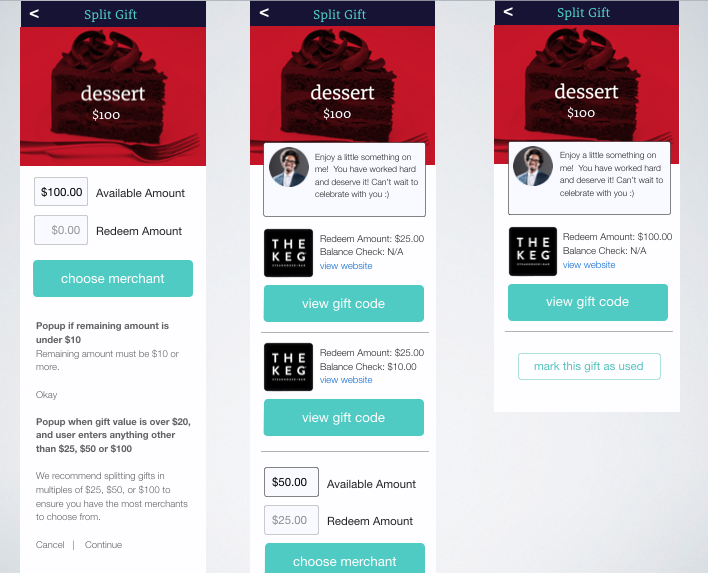 < Split Gift
dessert
$100
$100.00 Available Amount
$0.00 Redeem Amount
choose merchant
Popup if remaining amount is
under $10
Remaining amount must be $10 or
more.
Okay
Popup when gift value is over $20,
and user enters anything other
than $25, $50 or $100
We recommend splitting gifts in
multiples of $25, $50, or $100 to
ensure you have the most merchants
to choose from.
Cancel | Continue
< Split Gift
dessert
$100
Enjoy a little something on
me! You have worked hard
and deserve it! Can't wait to
celebrate with you :)
THE
KEG
STEAKHOUSE + BAR
Redeem Amount: $25.00
Balance Check: N/A
view website
view gift code
THE
KEG
STEAKHOUSE + BAR
Redeem Amount: $25.00
Balance Check: $10.00
view website
view gift code
$50.00 Available Amount
$25.00 Redeem Amount
choose merchant
< Split Gift
dessert
$100
Enjoy a little something on
me! You have worked hard
and deserve it! Can't wait to
celebrate with you :)
THE
KEG
STEAKHOUSE + BAR
Redeem Amount: $100.00
Balance Check: N/A
view website
view gift code
mark this gift as used